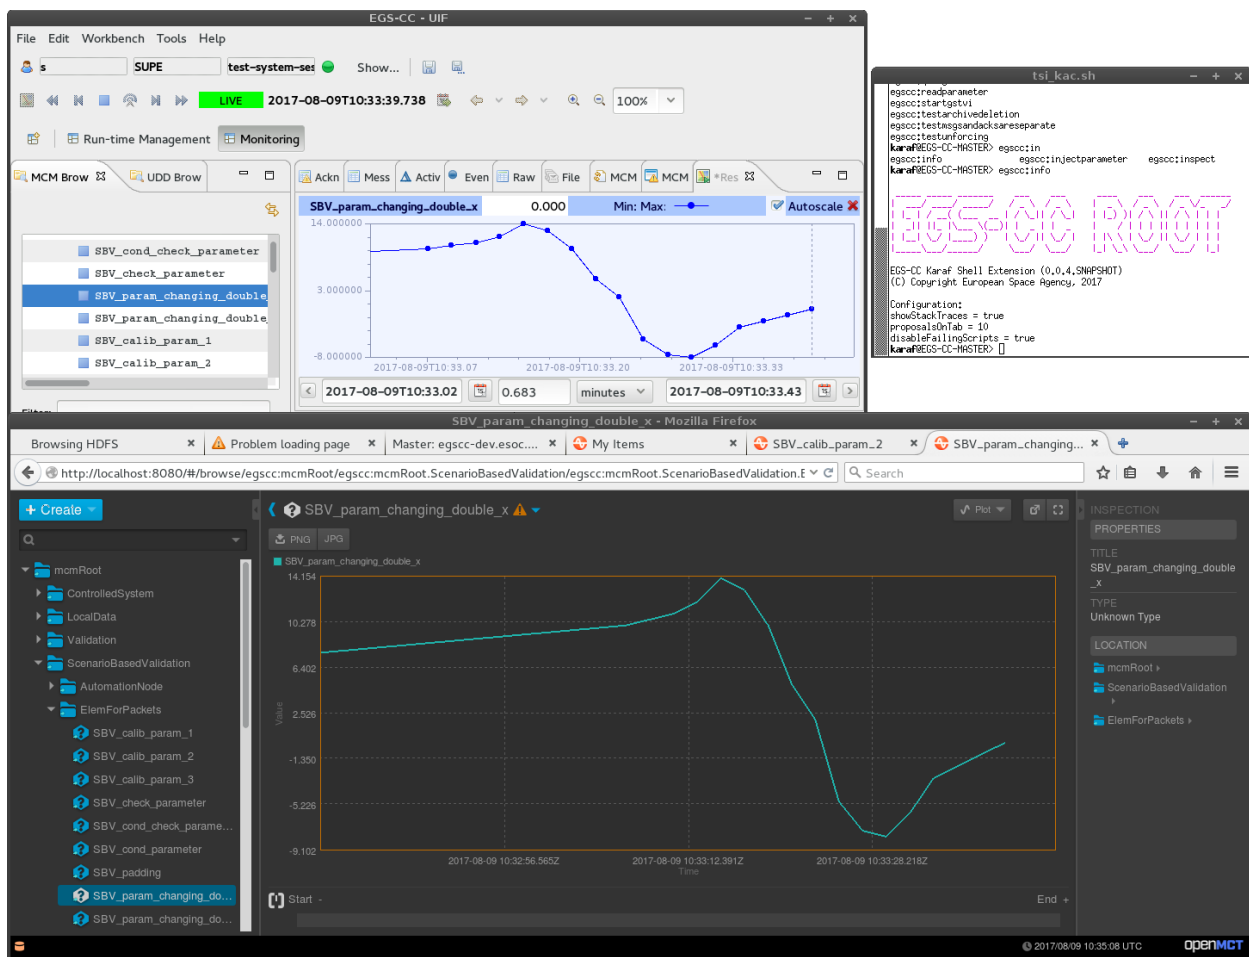 EGS-CC - UIF
File Edit Workbench Tools Help
s SUPE test-system-ses Show...
LIVE 2017-08-09T10:33:39.738 100%
Run-time Management Monitoring
MCM Brow UDD Brow
SBV_cond_check_parameter
SBV_check_parameter
SBV_param_changing_double_
SBV_param_changing_double_
SBV_calib_param_1
SBV_calib_param_2
Filter:
Ackn Mess Activ Even Raw File MCM MCM *Res
SBV_param_changing_double_x 0.000 Min: Max: Autoscale
14.000000
3.000000
-8.000000
2017-08-09T10:33.07 2017-08-09T10:33.20 2017-08-09T10:33.33
2017-08-09T10:33.02 0.683 minutes 2017-08-09T10:33.43
tsi_kac.sh
egscc:readparameter
egscc:startgstvi
egscc:testarchivedeletion
egscc:testmsgsandacksareseparate
egscc:testunforcing
karaf@EGS-CC-MASTER> egscc:in
egscc:info egscc:injectparameter egscc:inspect
karaf@EGS-CC-MASTER> egscc:info
EGS-CC ROOT
EGS-CC Karaf Shell Extension (0.0.4.SNAPSHOT)
(C) Copyright European Space Agency, 2017
Configuration:
showStackTraces = true
proposalsOnTab = 10
disableFailingScripts = true
karaf@EGS-CC-MASTER>
SBV_param_changing_double_x - Mozilla Firefox
Browsing HDFS Problem loading page Master: egscc-dev.esoc.... My Items SBV_calib_param_2 SBV_param_changing...
http://localhost:8080/#/browse/egscc:mcmRoot/egscc:mcmRoot.ScenarioBasedValidation/egscc:mcmRoot.ScenarioBasedValidation.E Search
+ Create
mcmRoot
ControlledSystem
LocalData
Validation
ScenarioBasedValidation
AutomationNode
ElemForPackets
SBV_calib_param_1
SBV_calib_param_2
SBV_calib_param_3
SBV_check_parameter
SBV_cond_check_parame...
SBV_cond_parameter
SBV_padding
SBV_param_changing_do...
SBV_param_changing_do...
SBV_param_changing_double_x Plot
PNG JPG
SBV_param_changing_double_x
14.154
10.278
6.402
2.526
-1.350
-5.226
-9.102
Value
2017-08-09 10:32:56.565Z 2017-08-09 10:33:12.391Z 2017-08-09 10:33:28.218Z
Time
Start - End +
INSPECTION
PROPERTIES
TITLE
SBV_param_changing_double
_x
TYPE
Unknown Type
LOCATION
mcmRoot
ScenarioBasedValidation
ElemForPackets
2017/08/09 10:35:08 UTC openMCT